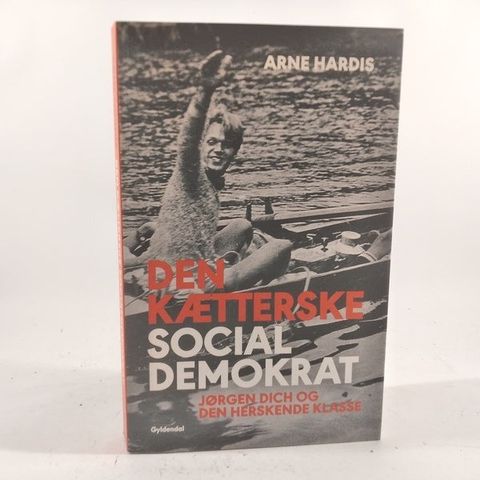 ARNE HARDIS
DEN
KÆTTERSKE
SOCIAL
DEMOKRAT
JØRGEN DICH OG
DEN HERSKENDE KLASSE
Gyldendal